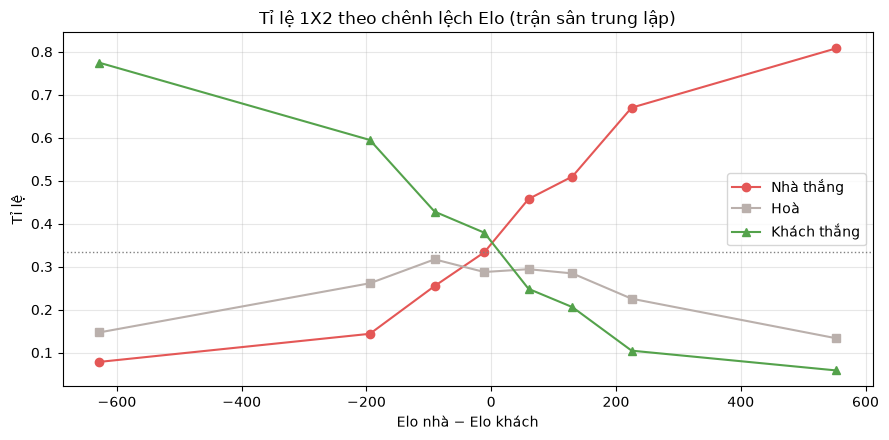 Tỉ lệ 1X2 theo chênh lệch Elo (trận sân trung lập)
Tỉ lệ
0.8
0.7
0.6
0.5
0.4
0.3
0.2
0.1
Nhà thắng
Hoà
Khách thắng
−600
−400
−200
0
200
400
600
Elo nhà − Elo khách